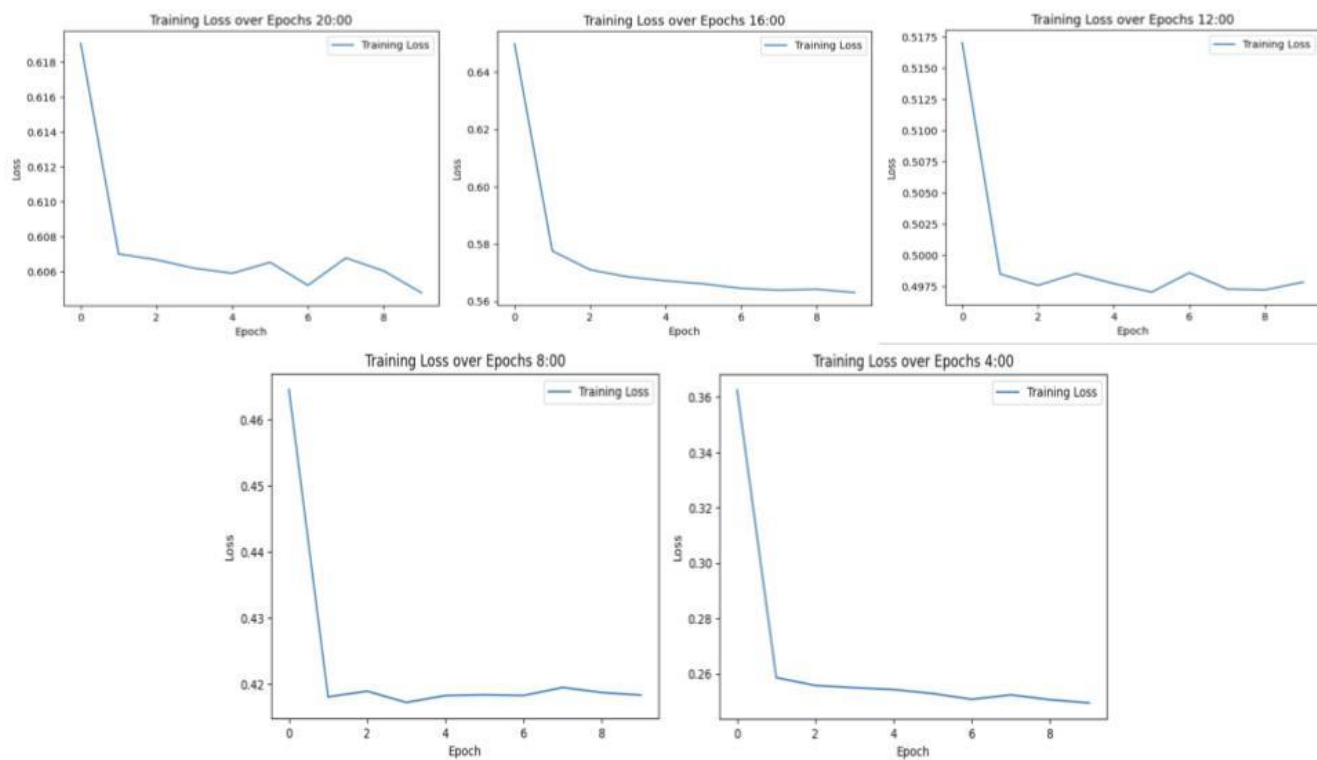 Training Loss over Epochs 20:00
Training Loss
0.618
0.616
0.614
0.612
0.610
0.608
0.606
Loss
0 2 4 6 8
Epoch
Training Loss over Epochs 16:00
Training Loss
0.64
0.62
0.60
0.58
0.56
Loss
0 2 4 6 8
Epoch
Training Loss over Epochs 12:00
Training Loss
0.5175
0.5150
0.5125
0.5100
0.5075
0.5050
0.5025
0.5000
0.4975
Loss
0 2 4 6 8
Epoch
Training Loss over Epochs 8:00
Training Loss
0.46
0.45
0.44
0.43
0.42
Loss
0 2 4 6 8
Epoch
Training Loss over Epochs 4:00
Training Loss
0.36
0.34
0.32
0.30
0.28
0.26
Loss
0 2 4 6 8
Epoch